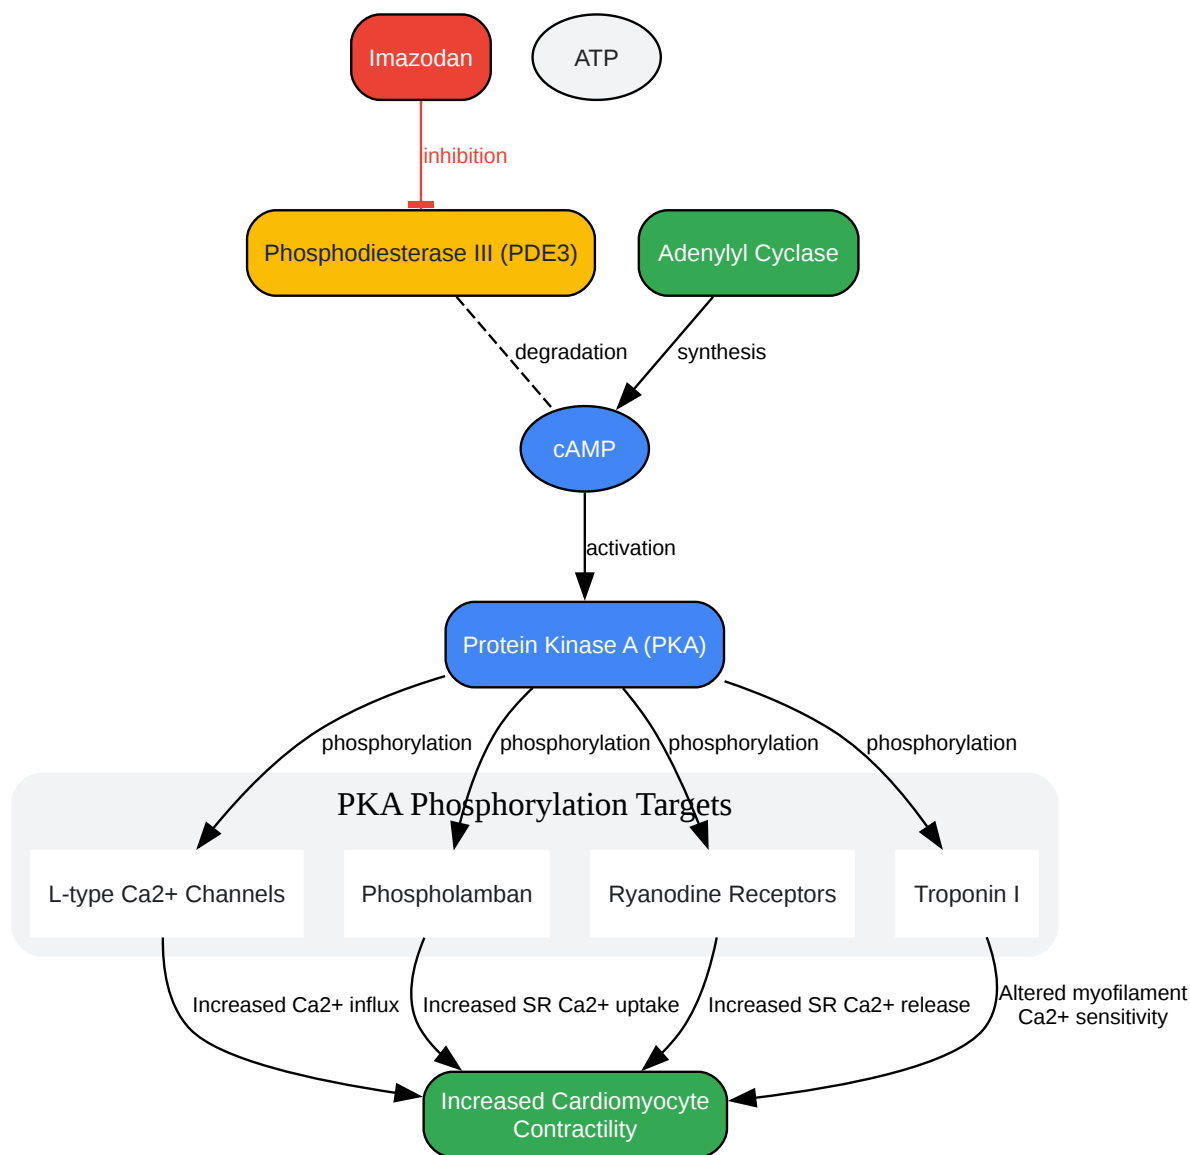 Imazodan
ATP
inhibition
Phosphodiesterase III (PDE3)
Adenylyl Cyclase
degradation
synthesis
cAMP
activation
Protein Kinase A (PKA)
phosphorylation
phosphorylation
phosphorylation
phosphorylation
PKA Phosphorylation Targets
L-type Ca2+ Channels
Phospholamban
Ryanodine Receptors
Troponin I
Increased Ca2+ influx
Increased SR Ca2+ uptake
Increased SR Ca2+ release
Altered myofilament
Ca2+ sensitivity
Increased Cardiomyocyte
Contractility